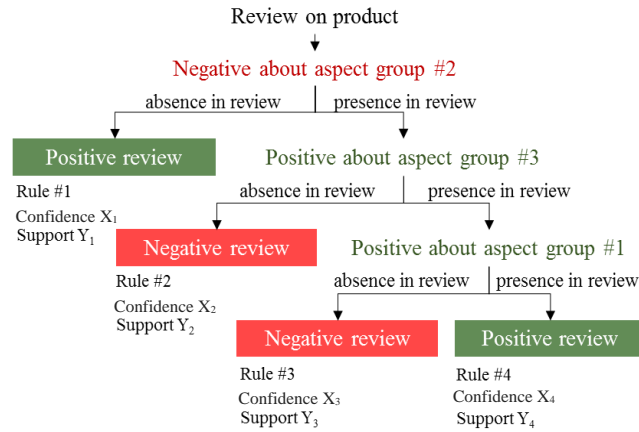 Review on product
Negative about aspect group #2
absence in review presence in review
Positive review
Positive about aspect group #3
Rule #1
Confidence X1
Support Y1
absence in review presence in review
Negative review
Positive about aspect group #1
Rule #2
Confidence X2
Support Y2
absence in review presence in review
Negative review
Positive review
Rule #3
Confidence X3
Support Y3
Rule #4
Confidence X4
Support Y4